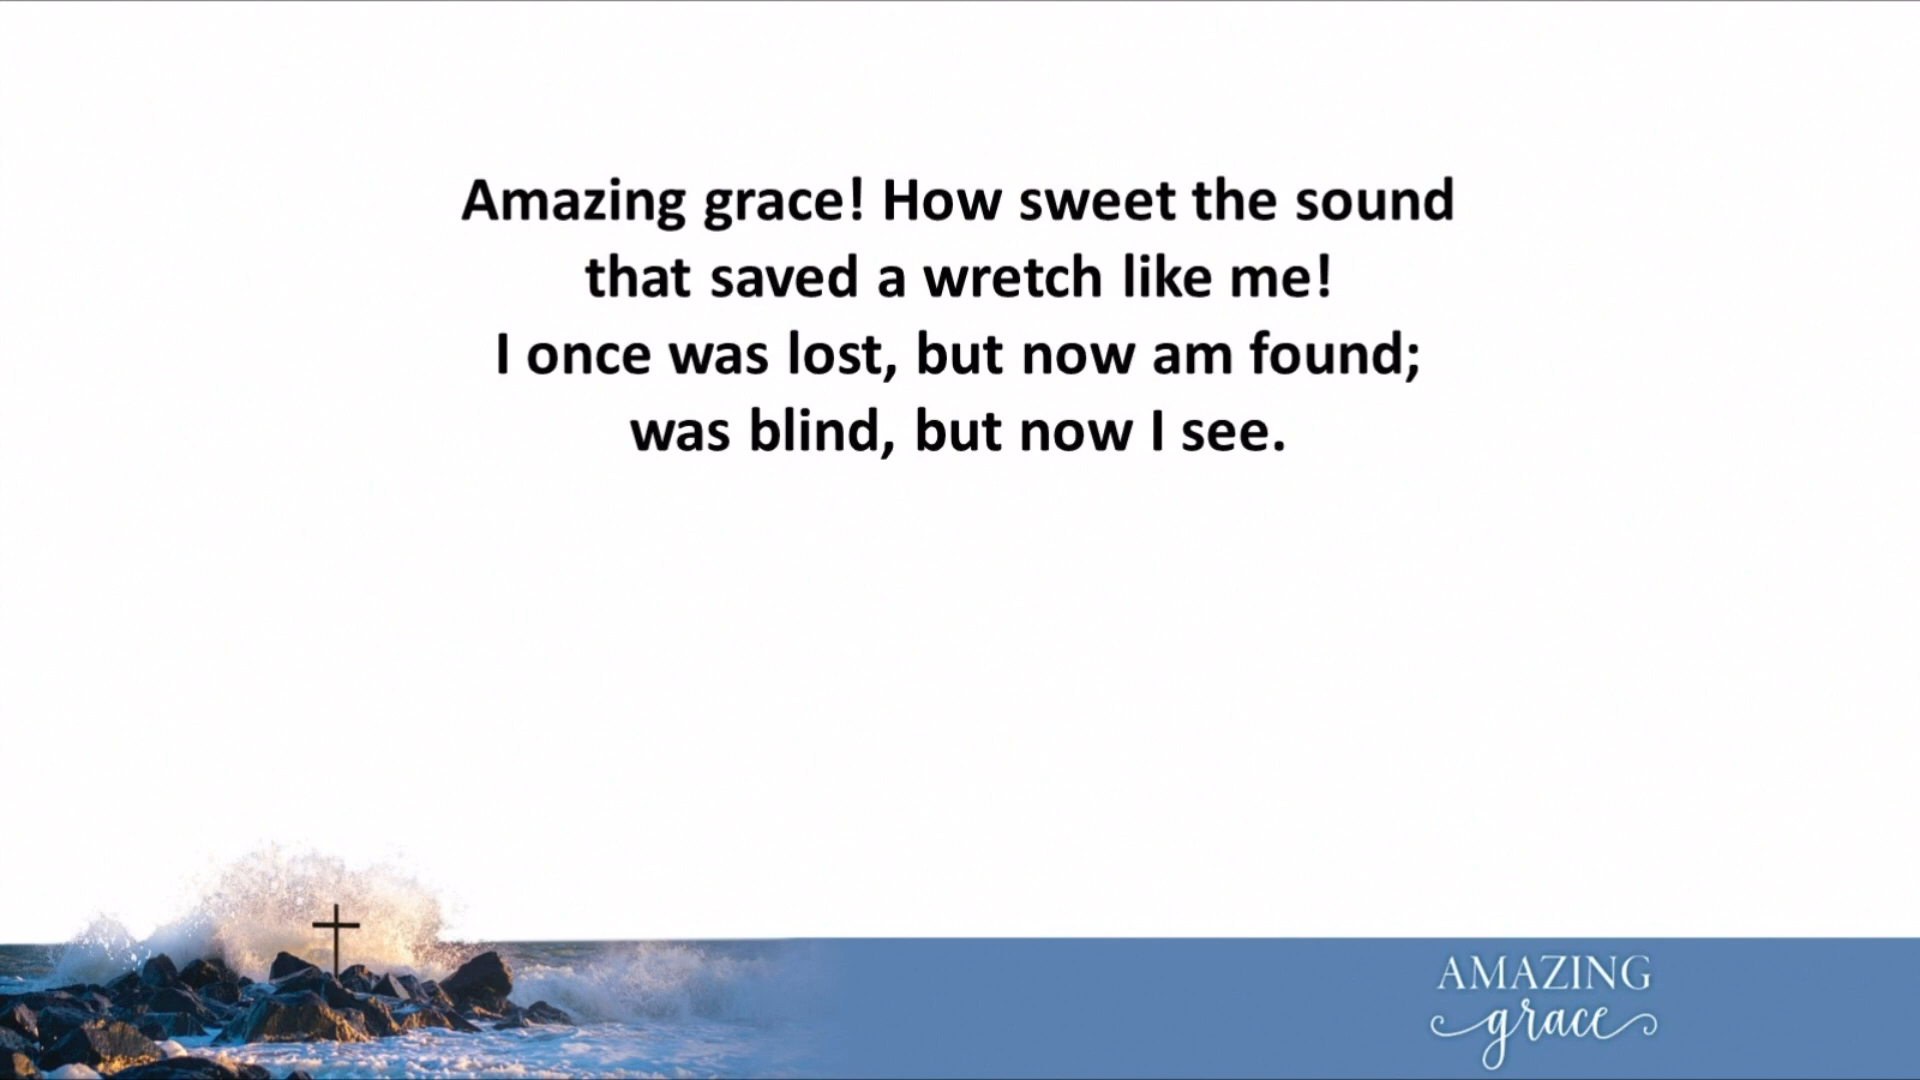 Amazing grace! How sweet the sound
that saved a wretch like me!
I once was lost, but now am found;
was blind, but now I see.
AMAZING
grace